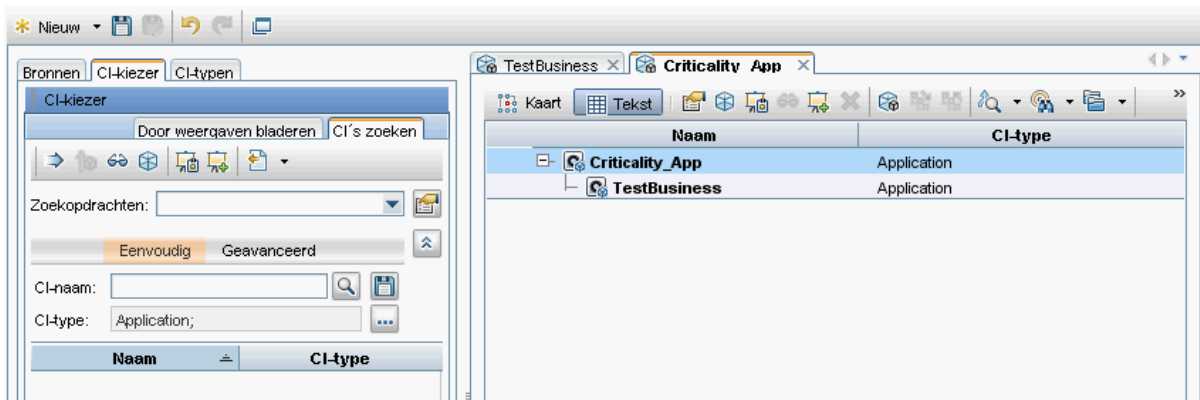 Nieuw
Bronnen CI-kiezer CI-typen
CI-kiezer
Door weergaven bladeren CI´s zoeken
Zoekopdrachten:
Eenvoudig Geavanceerd
CI-naam:
CI-type: Application;
Naam CI-type
TestBusiness Criticality_App
Kaart Tekst »
Naam CI-type
Criticality_App Application
TestBusiness Application